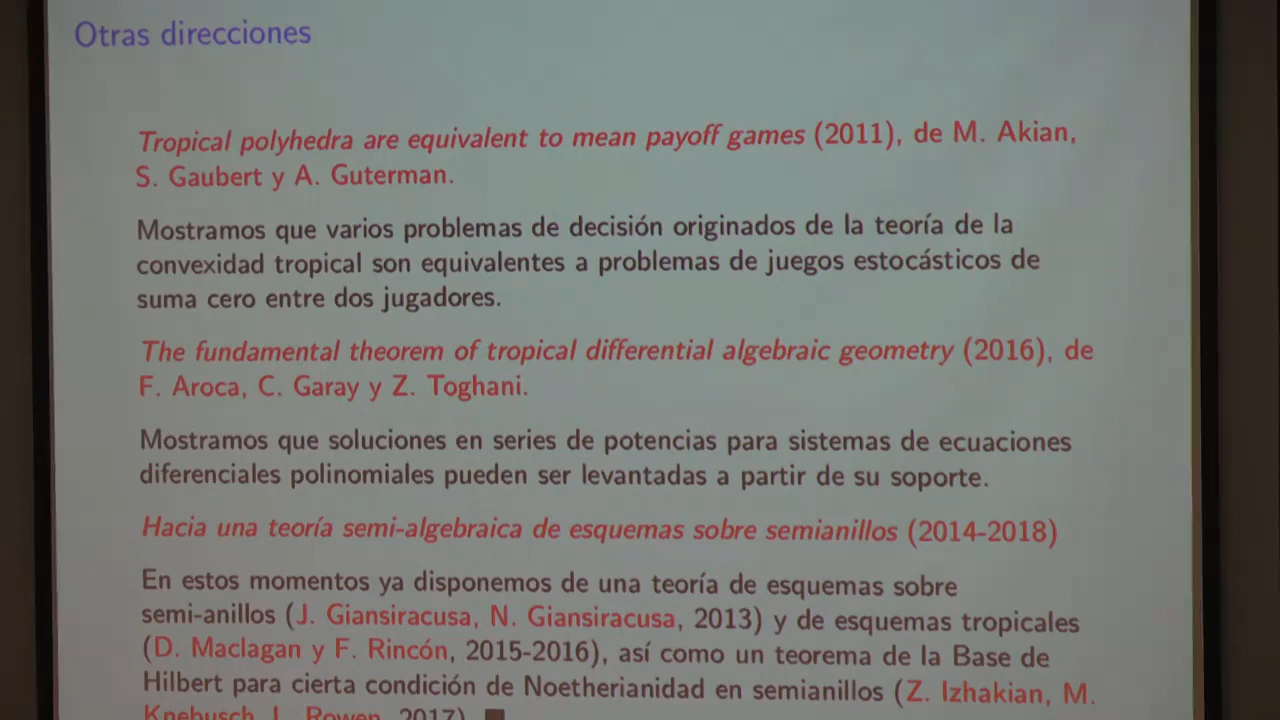 Otras direcciones
Tropical polyhedra are equivalent to mean payoff games (2011), de M. Akian,
S. Gaubert y A. Guterman.
Mostramos que varios problemas de decisión originados de la teoría de la
convexidad tropical son equivalentes a problemas de juegos estocásticos de
suma cero entre dos jugadores.
The fundamental theorem of tropical differential algebraic geometry (2016), de
F. Aroca, C. Garay y Z. Toghani.
Mostramos que soluciones en series de potencias para sistemas de ecuaciones
diferenciales polinomiales pueden ser levantadas a partir de su soporte.
Hacia una teoría semi-algebraica de esquemas sobre semianillos (2014-2018)
En estos momentos ya disponemos de una teoría de esquemas sobre
semi-anillos (J. Giansiracusa, N. Giansiracusa, 2013) y de esquemas tropicales
(D. Maclagan y F. Rincón, 2015-2016), así como un teorema de la Base de
Hilbert para cierta condición de Noetherianidad en semianillos (Z. Izhakian, M.
Knebusch, L. Rowen, 2017).